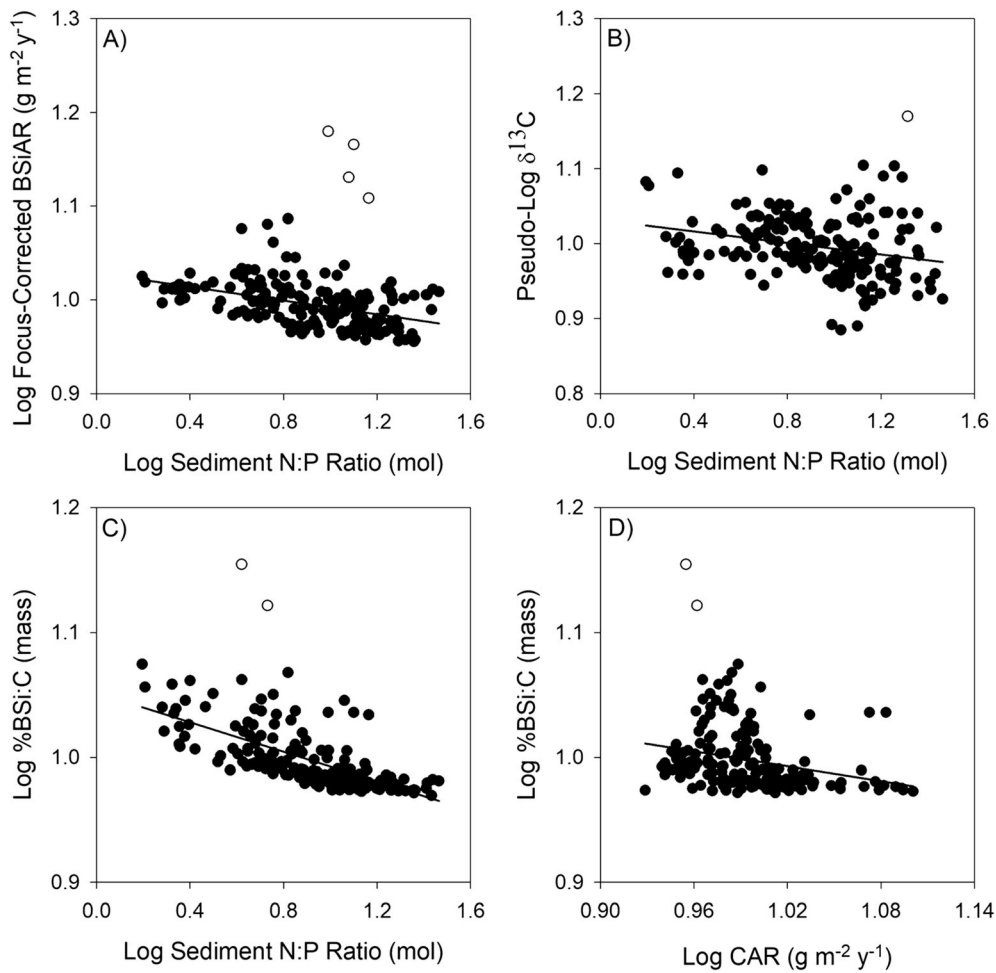 A)
Log Focus-Corrected BSiAR (g m⁻² y⁻¹)
1.3
1.2
1.1
1.0
0.9
0.0 0.4 0.8 1.2 1.6
Log Sediment N:P Ratio (mol)
B)
Pseudo-Log δ¹³C
1.3
1.2
1.1
1.0
0.9
0.8
0.0 0.4 0.8 1.2 1.6
Log Sediment N:P Ratio (mol)
C)
Log %BSi:C (mass)
1.2
1.1
1.0
0.9
0.0 0.4 0.8 1.2 1.6
Log Sediment N:P Ratio (mol)
D)
Log %BSi:C (mass)
1.2
1.1
1.0
0.9
0.90 0.96 1.02 1.08 1.14
Log CAR (g m⁻² y⁻¹)